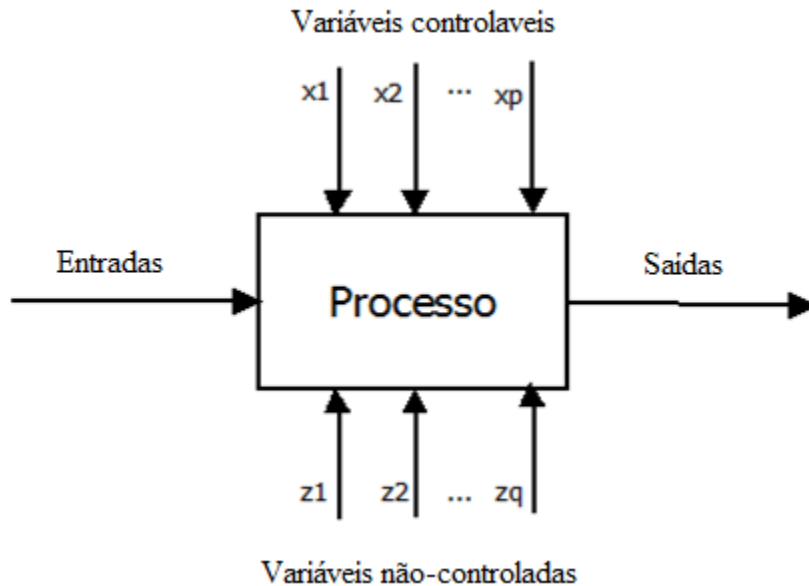 Variáveis controlaveis
x1 x2 ... xp
Entradas
Processo
Saídas
z1 z2 ... zq
Variáveis não-controladas